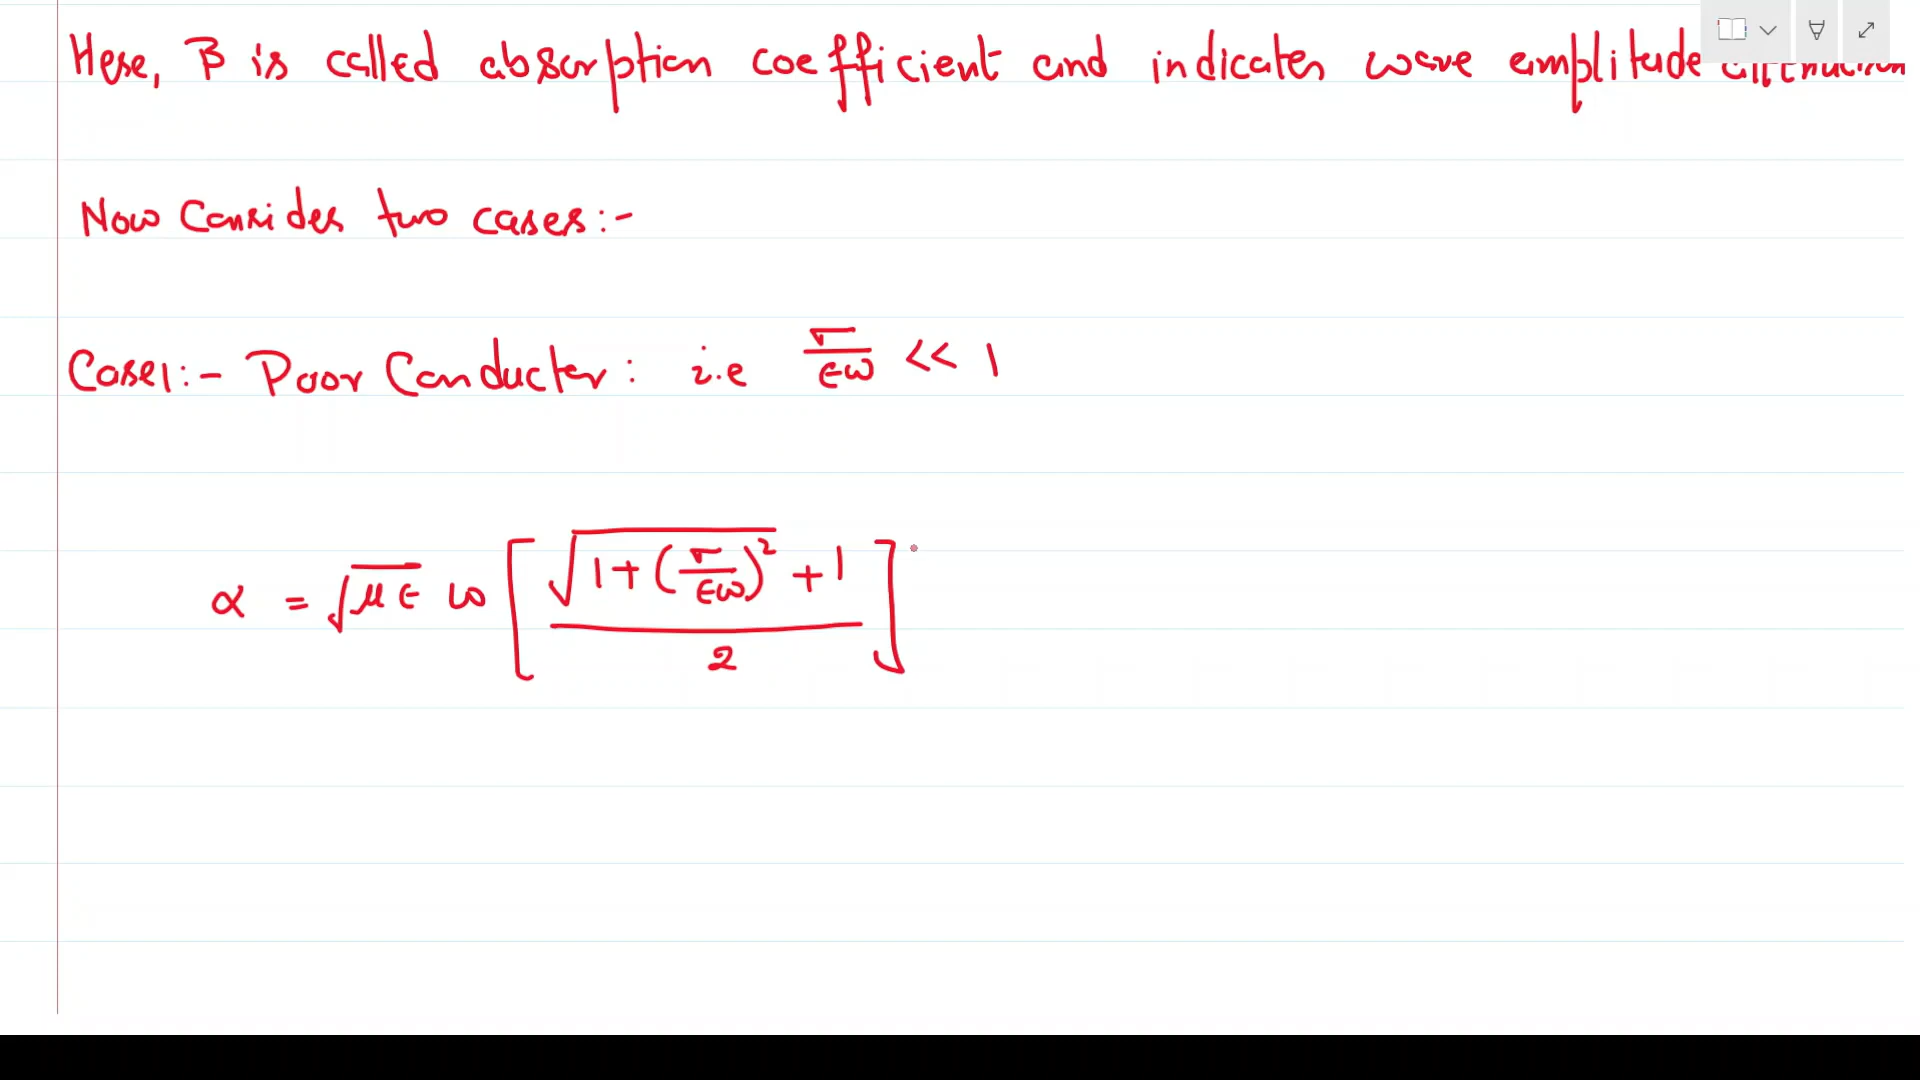 Here, β is called absorption coefficient and indicates wave amplitude attenuation
Now Consider two cases:-
Case1:- Poor Conductor: i.e σ/εω << 1
α = √με ω [ (√(1+(σ/εω)²) + 1) / 2 ]